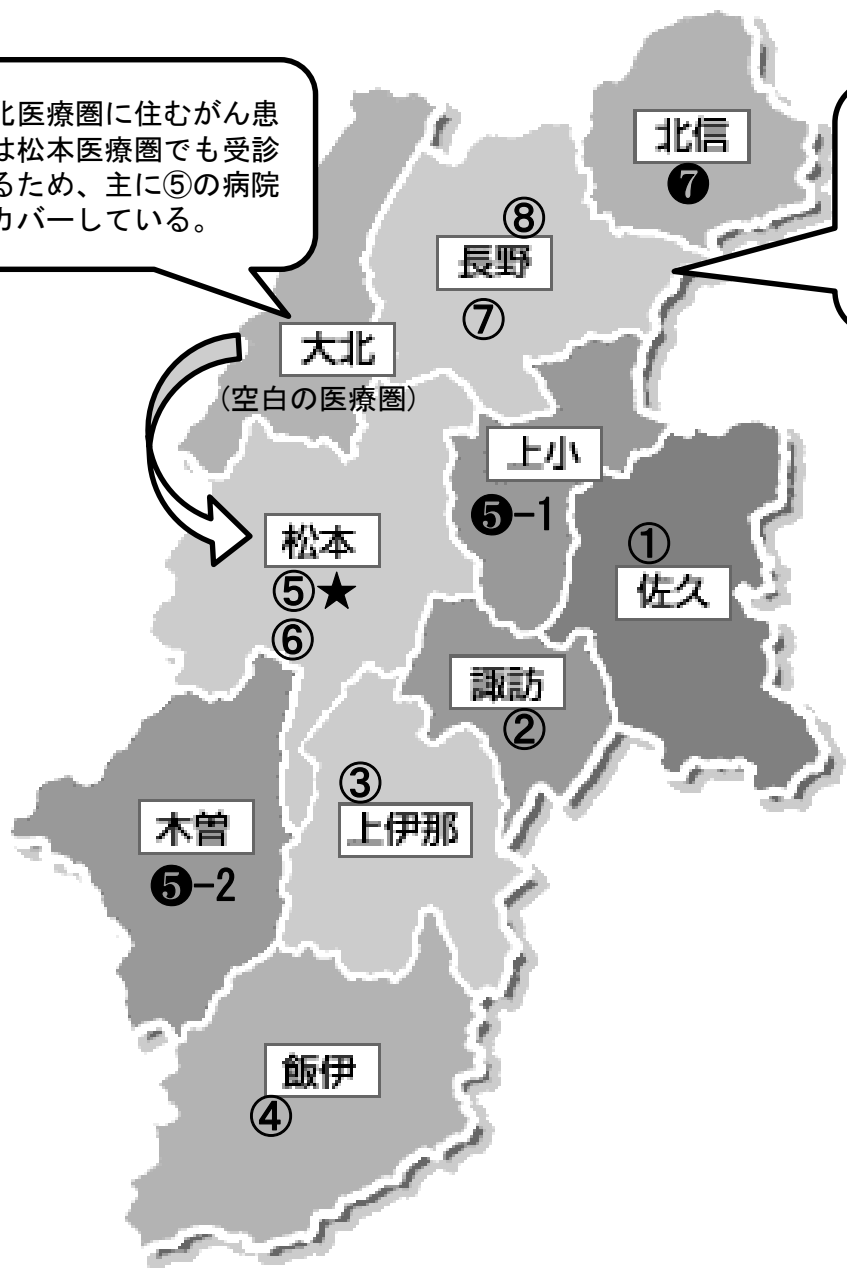 北医療圏に住むがん患
は松本医療圏でも受診
るため、主に⑤の病院
カバーしている。
北信
❼
⑧
長野
⑦
大北
(空白の医療圏)
上小
❺-1
松本
⑤★
⑥
①
佐久
諏訪
②
③
上伊那
木曽
❺-2
飯伊
④